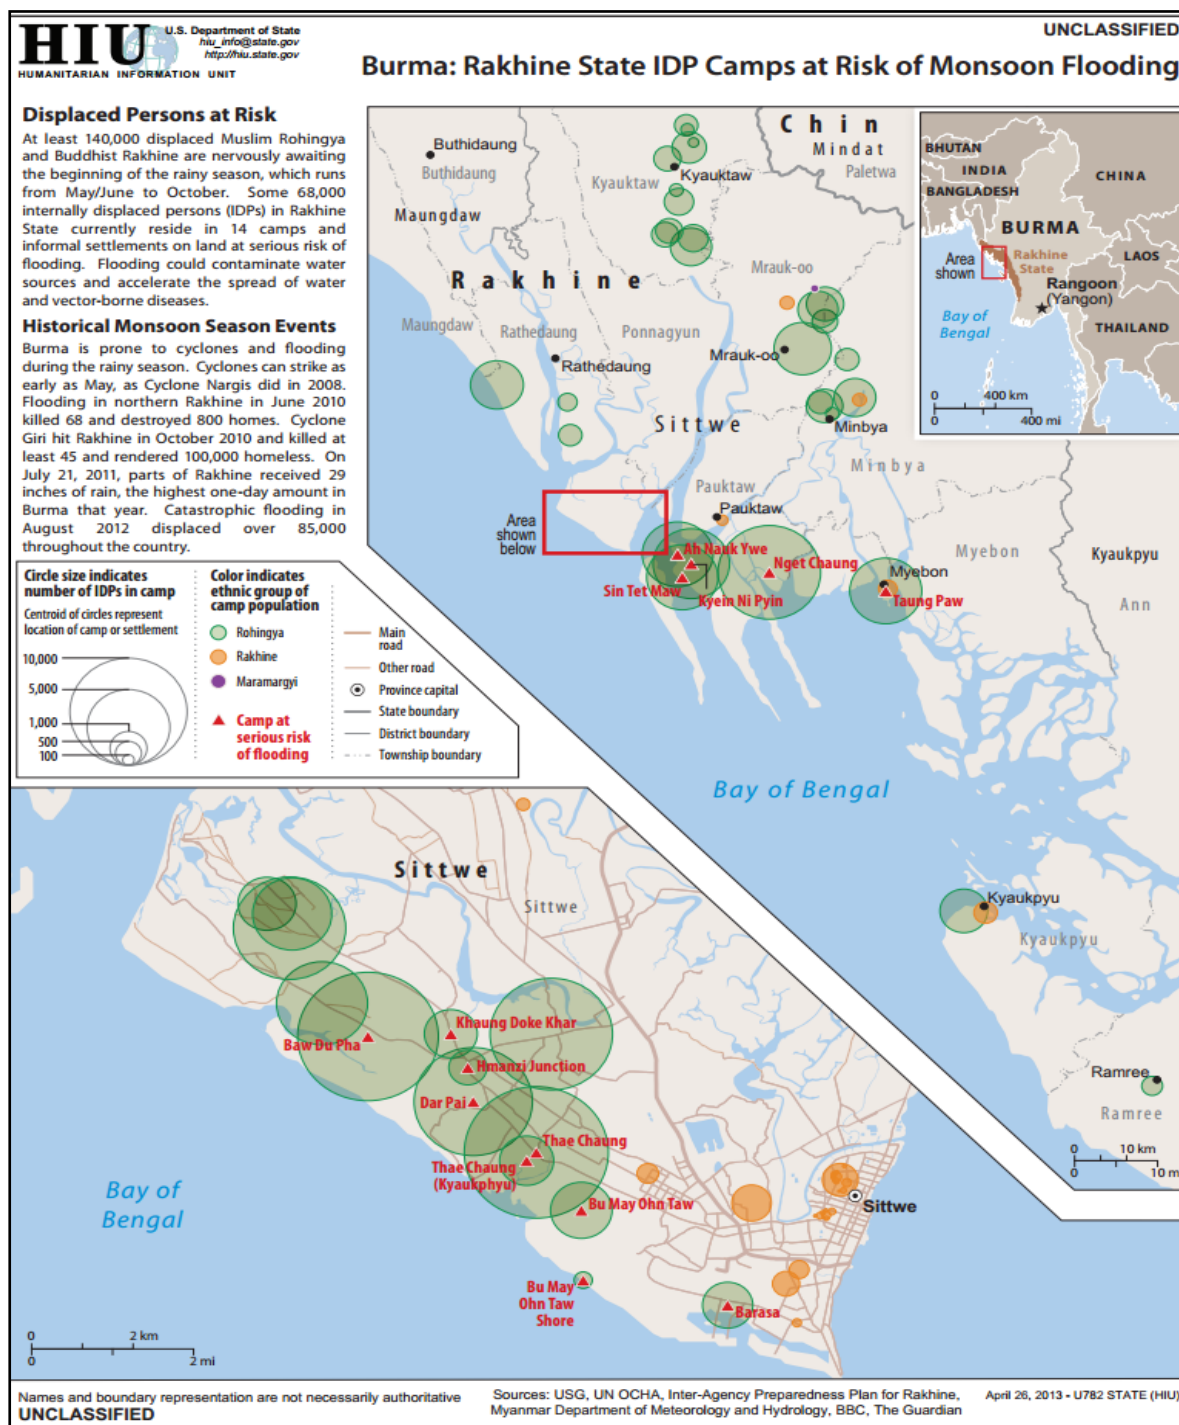 HIU
HUMANITARIAN INFORMATION UNIT
U.S. Department of State
hiu_info@state.gov
http://hiu.state.gov
UNCLASSIFIED
Burma: Rakhine State IDP Camps at Risk of Monsoon Flooding
Displaced Persons at Risk
At least 140,000 displaced Muslim Rohingya
and Buddhist Rakhine are nervously awaiting
the beginning of the rainy season, which runs
from May/June to October. Some 68,000
internally displaced persons (IDPs) in Rakhine
State currently reside in 14 camps and
informal settlements on land at serious risk of
flooding. Flooding could contaminate water
sources and accelerate the spread of water
and vector-borne diseases.
Historical Monsoon Season Events
Burma is prone to cyclones and flooding
during the rainy season. Cyclones can strike as
early as May, as Cyclone Nargis did in 2008.
Flooding in northern Rakhine in June 2010
killed 68 and destroyed 800 homes. Cyclone
Giri hit Rakhine in October 2010 and killed at
least 45 and rendered 100,000 homeless. On
July 21, 2011, parts of Rakhine received 29
inches of rain, the highest one-day amount in
Burma that year. Catastrophic flooding in
August 2012 displaced over 85,000
throughout the country.
Circle size indicates
number of IDPs in camp
Centroid of circles represent
location of camp or settlement
10,000
5,000
1,000
500
100
Color indicates
ethnic group of
camp population
Rohingya
Rakhine
Maramargyi
Camp at
serious risk
of flooding
Main
road
Other road
Province capital
State boundary
District boundary
Township boundary
Buthidaung
Buthidaung
Maungdaw
Rakhine
Maungdaw
Rathedaung
Rathedaung
Ponnagyun
Kyauktaw
Kyauktaw
Chin
Mindat
Paletwa
Mrauk-oo
Mrauk-oo
Sittwe
Minbya
Minbya
Pauktaw
Pauktaw
Area
shown
below
Ah Nauk Ywe
Sin Tet Maw
Kyein Ni Pyin
Nget Chaung
Myebon
Taung Paw
Myebon
Kyaukpyu
Ann
Bay of Bengal
Kyaukpyu
Kyaukpyu
Ramree
Ramree
0 10 km
0 10 m
BHUTAN
INDIA
BANGLADESH
CHINA
BURMA
Area
shown
Rakhine
State
LAOS
Rangoon
(Yangon)
Bay of
Bengal
THAILAND
0 400 km
0 400 mi
Sittwe
Sittwe
Baw Du Pha
Khaung Doke Khar
Hmanzi Junction
Dar Pai
Thae Chaung
Thae Chaung
(Kyaukphyu)
Bu May Ohn Taw
Bu May
Ohn Taw
Shore
Barasa
Sittwe
Bay of
Bengal
0 2 km
0 2 mi
Names and boundary representation are not necessarily authoritative
UNCLASSIFIED
Sources: USG, UN OCHA, Inter-Agency Preparedness Plan for Rakhine,
Myanmar Department of Meteorology and Hydrology, BBC, The Guardian
April 26, 2013 - U782 STATE (HIU)